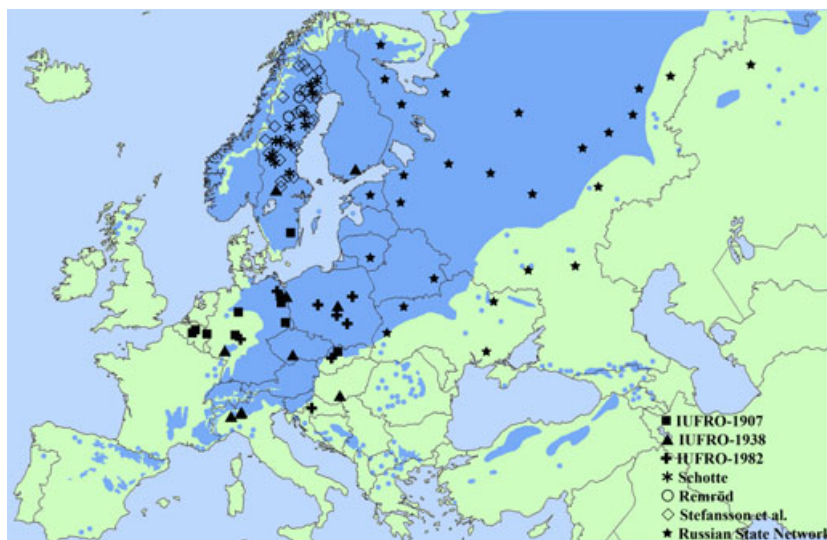 IUFRO-1907
IUFRO-1938
IUFRO-1982
Schotte
Remröd
Stefansson et al.
Russian State Network